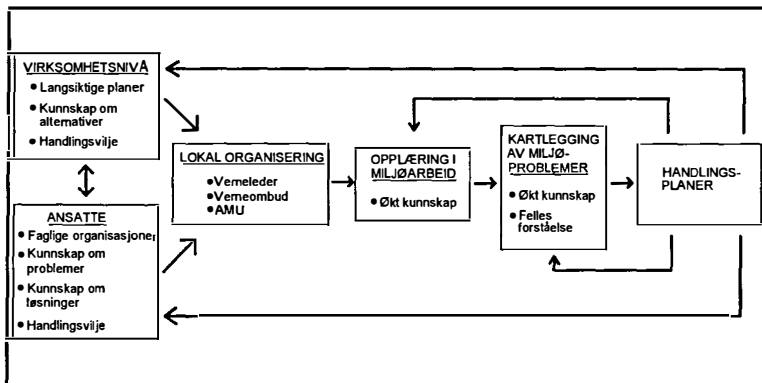 VIRKSOMHETSNIVÅ
• Langsiktige planer
• Kunnskap om
alternativer
• Handlingsvilje
ANSATTE
• Faglige organisasjoner
• Kunnskap om
problemer
• Kunnskap om
løsninger
• Handlingsvilje
LOKAL ORGANISERING
• Verneleder
• Verneombud
• AMU
OPPLÆRING I
MILJØARBEID
• Økt kunnskap
KARTLEGGING
AV MILJØ-
PROBLEMER
• Økt kunnskap
• Felles
forståelse
HANDLINGS-
PLANER